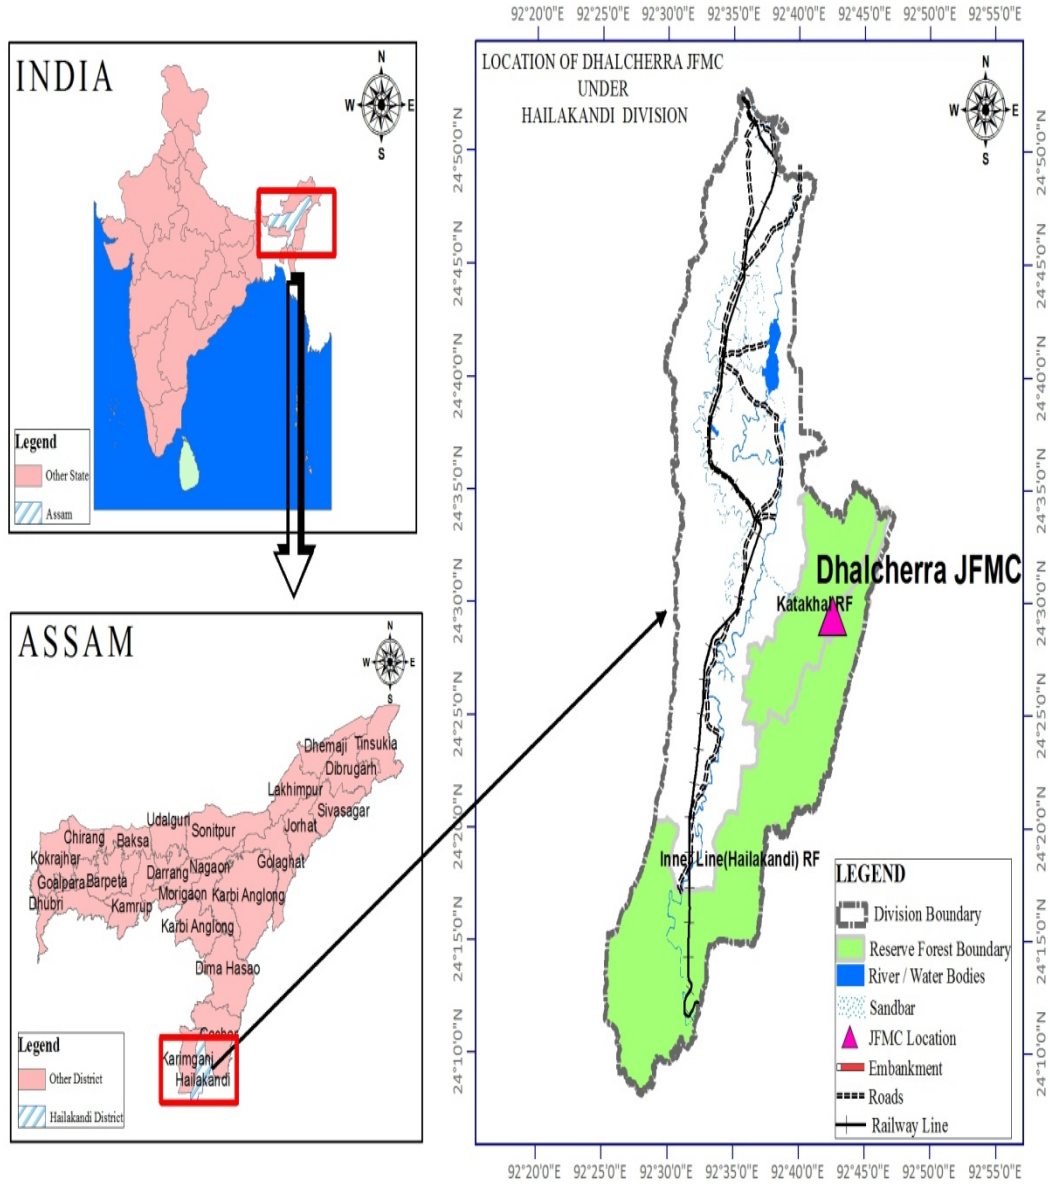 INDIA
N
W
E
S
Legend
Other State
Assam
ASSAM
N
W
E
S
Dhemaji
Tinsukia
Dibrugarh
Lakhimpur
Sivasagar
Udalguri
Sonitpur
Jorhat
Chirang
Baksa
Kokrajhar
Golaghat
Darrang
Nagaon
Goalpara
Barpeta
Morigaon
Karbi Anglong
Dhubri
Kamrup
Karbi Anglong
Dima Hasao
Cachar
Karimganj
Hailakandi
Legend
Other District
Hailakandi District
92°20'0"E 92°25'0"E 92°30'0"E 92°35'0"E 92°40'0"E 92°45'0"E 92°50'0"E 92°55'0"E
LOCATION OF DHALCHERRA JFMC
UNDER
HAILAKANDI DIVISION
N
W
E
S
24°50'0"N
24°45'0"N
24°40'0"N
24°35'0"N
24°30'0"N
24°25'0"N
24°20'0"N
24°15'0"N
24°10'0"N
Dhalcherra JFMC
Katakhal RF
Inner Line(Hailakandi) RF
LEGEND
Division Boundary
Reserve Forest Boundary
River / Water Bodies
Sandbar
JFMC Location
Embankment
Roads
Railway Line
24°50'0"N
24°45'0"N
24°40'0"N
24°35'0"N
24°30'0"N
24°25'0"N
24°20'0"N
24°15'0"N
24°10'0"N
92°20'0"E 92°25'0"E 92°30'0"E 92°35'0"E 92°40'0"E 92°45'0"E 92°50'0"E 92°55'0"E